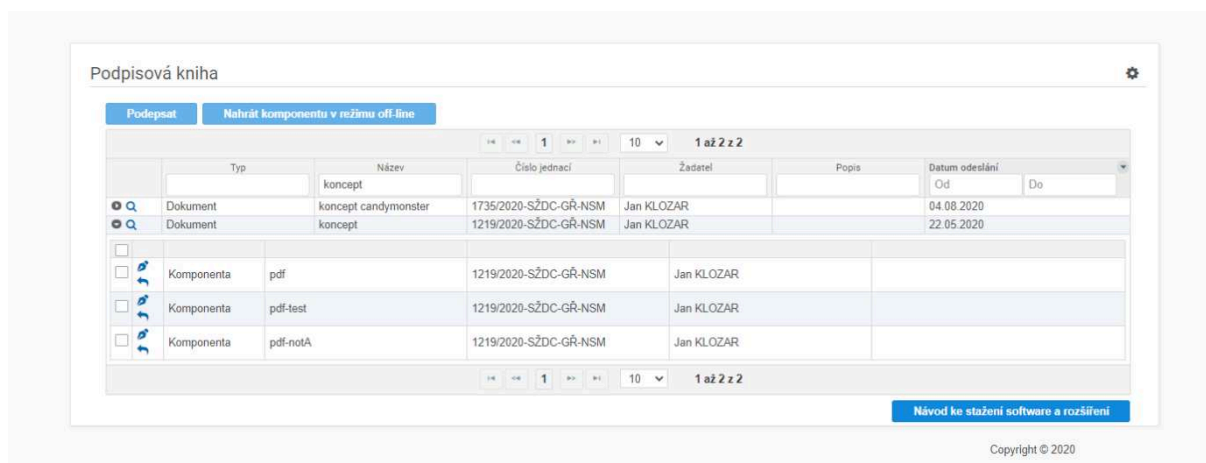 Podpisová kniha
Podepsat Nahrát komponentu v režimu off-line
1 10 1 až 2 z 2
Typ Název Číslo jednací Žadatel Popis Datum odeslání
koncept Od Do
Dokument koncept candymonster 1735/2020-SŽDC-GŘ-NSM Jan KLOZAR 04.08.2020
Dokument koncept 1219/2020-SŽDC-GŘ-NSM Jan KLOZAR 22.05.2020
Komponenta pdf 1219/2020-SŽDC-GŘ-NSM Jan KLOZAR
Komponenta pdf-test 1219/2020-SŽDC-GŘ-NSM Jan KLOZAR
Komponenta pdf-notA 1219/2020-SŽDC-GŘ-NSM Jan KLOZAR
1 10 1 až 2 z 2
Návod ke stažení software a rozšíření
Copyright © 2020